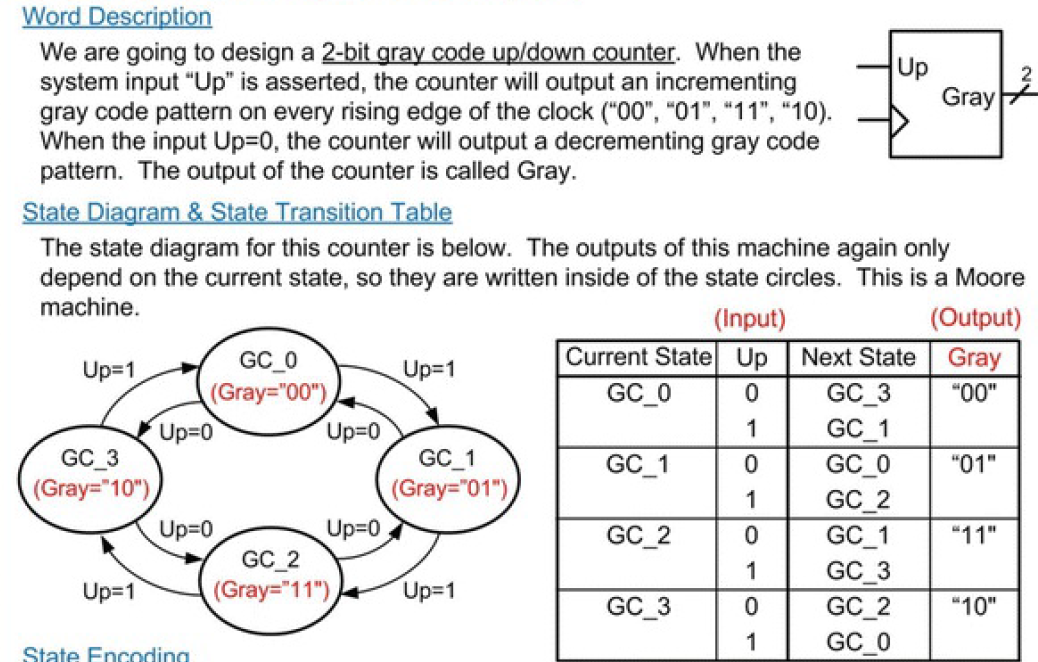 Word Description
We are going to design a 2-bit gray code up/down counter. When the
system input “Up” is asserted, the counter will output an incrementing
gray code pattern on every rising edge of the clock (“00”, “01”, “11”, “10).
When the input Up=0, the counter will output a decrementing gray code
pattern. The output of the counter is called Gray.
Up
Gray
2
State Diagram & State Transition Table
The state diagram for this counter is below. The outputs of this machine again only
depend on the current state, so they are written inside of the state circles. This is a Moore
machine.
GC_0
(Gray="00")
Up=1
Up=1
Up=0
Up=0
GC_3
(Gray="10")
GC_1
(Gray="01")
Up=0
Up=0
GC_2
(Gray="11")
Up=1
Up=1
(Input) (Output)
Current State Up Next State Gray
GC_0 0 GC_3 “00"
1 GC_1
GC_1 0 GC_0 “01"
1 GC_2
GC_2 0 GC_1 “11"
1 GC_3
GC_3 0 GC_2 “10"
1 GC_0
State Encoding